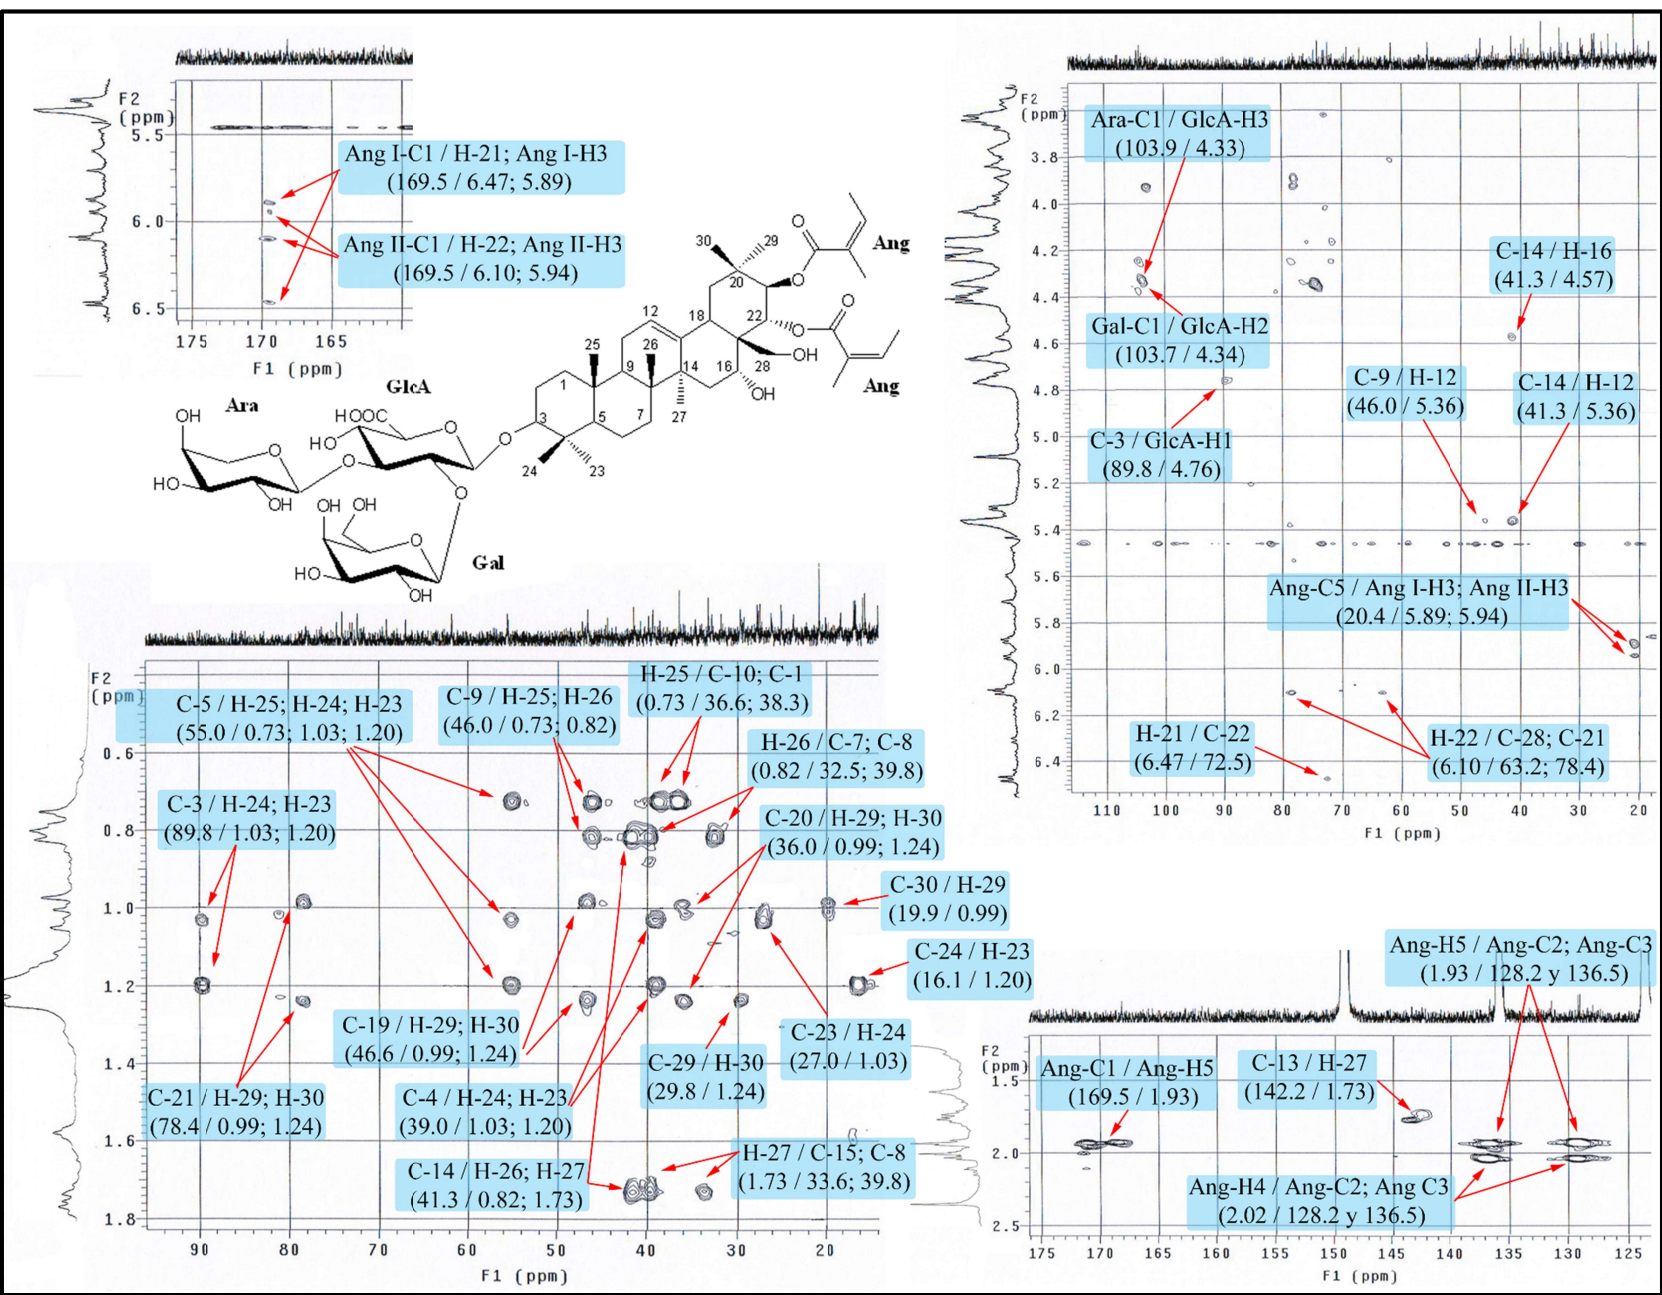 F2
(ppm)
5.5
6.0
6.5
175
170
165
F1 (ppm)
Ang I-C1 / H-21; Ang I-H3
(169.5 / 6.47; 5.89)
Ang II-C1 / H-22; Ang II-H3
(169.5 / 6.10; 5.94)
30
29
O
Ang
O
20
O
12
18
22
O
25
26
OH
9
14
16
28
Ang
1
OH
27
3
5
7
O
24
23
GlcA
HOOC
HO
O
O
O
Ara
OH
O
HO
OH
OH
OH
O
HO
OH
Gal
F2
(ppm)
3.8
4.0
4.2
4.4
4.6
4.8
5.0
5.2
5.4
5.6
5.8
6.0
6.2
6.4
110
100
90
80
70
60
50
40
30
20
F1 (ppm)
Ara-C1 / GlcA-H3
(103.9 / 4.33)
Gal-C1 / GlcA-H2
(103.7 / 4.34)
C-14 / H-16
(41.3 / 4.57)
C-9 / H-12
(46.0 / 5.36)
C-14 / H-12
(41.3 / 5.36)
C-3 / GlcA-H1
(89.8 / 4.76)
Ang-C5 / Ang I-H3; Ang II-H3
(20.4 / 5.89; 5.94)
H-21 / C-22
(6.47 / 72.5)
H-22 / C-28; C-21
(6.10 / 63.2; 78.4)
F2
(ppm)
0.6
0.8
1.0
1.2
1.4
1.6
1.8
90
80
70
60
50
40
30
20
F1 (ppm)
C-5 / H-25; H-24; H-23
(55.0 / 0.73; 1.03; 1.20)
C-9 / H-25; H-26
(46.0 / 0.73; 0.82)
H-25 / C-10; C-1
(0.73 / 36.6; 38.3)
H-26 / C-7; C-8
(0.82 / 32.5; 39.8)
C-3 / H-24; H-23
(89.8 / 1.03; 1.20)
C-20 / H-29; H-30
(36.0 / 0.99; 1.24)
C-30 / H-29
(19.9 / 0.99)
C-24 / H-23
(16.1 / 1.20)
C-19 / H-29; H-30
(46.6 / 0.99; 1.24)
C-23 / H-24
(27.0 / 1.03)
C-29 / H-30
(29.8 / 1.24)
C-21 / H-29; H-30
(78.4 / 0.99; 1.24)
C-4 / H-24; H-23
(39.0 / 1.03; 1.20)
C-14 / H-26; H-27
(41.3 / 0.82; 1.73)
H-27 / C-15; C-8
(1.73 / 33.6; 39.8)
F2
(ppm)
1.5
2.0
2.5
175
170
165
160
155
150
145
140
135
130
125
F1 (ppm)
Ang-H5 / Ang-C2; Ang-C3
(1.93 / 128.2 y 136.5)
Ang-C1 / Ang-H5
(169.5 / 1.93)
C-13 / H-27
(142.2 / 1.73)
Ang-H4 / Ang-C2; Ang C3
(2.02 / 128.2 y 136.5)